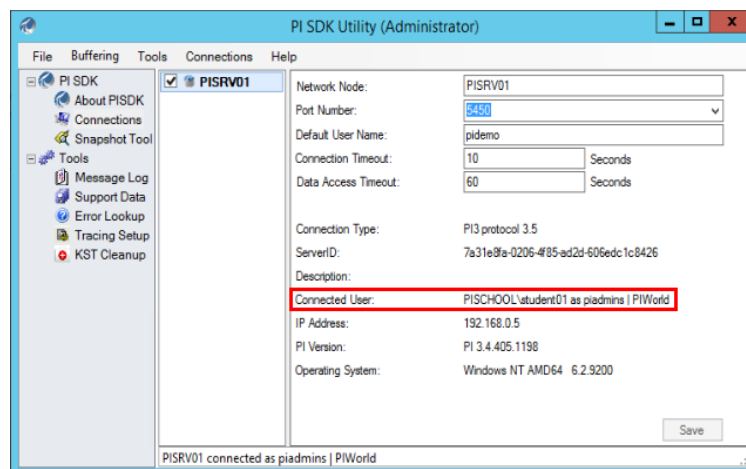 PI SDK Utility (Administrator)
File Buffering Tools Connections Help
PI SDK
About PISDK
Connections
Snapshot Tool
Tools
Message Log
Support Data
Error Lookup
Tracing Setup
KST Cleanup
PISRV01
Network Node: PISRV01
Port Number: 5450
Default User Name: pidemo
Connection Timeout: 10 Seconds
Data Access Timeout: 60 Seconds
Connection Type: PI3 protocol 3.5
ServerID: 7a31e8fa-0206-4f85-ad2d-606edc1c8426
Description:
Connected User: PISCHOOL\student01 as piadmins | PIWorld
IP Address: 192.168.0.5
PI Version: PI 3.4.405.1198
Operating System: Windows NT AMD64 6.2.9200
Save
PISRV01 connected as piadmins | PIWorld